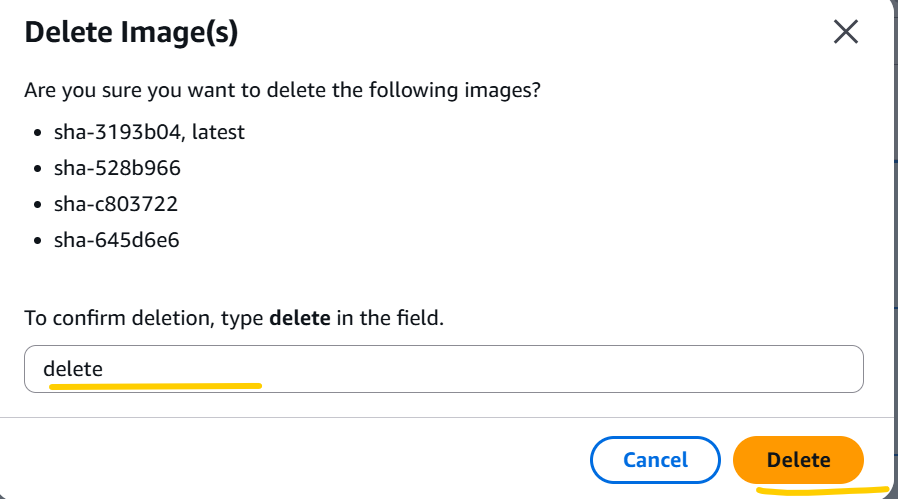 Delete Image(s)
Are you sure you want to delete the following images?
• sha-3193b04, latest
• sha-528b966
• sha-c803722
• sha-645d6e6
To confirm deletion, type delete in the field.
delete
Cancel
Delete